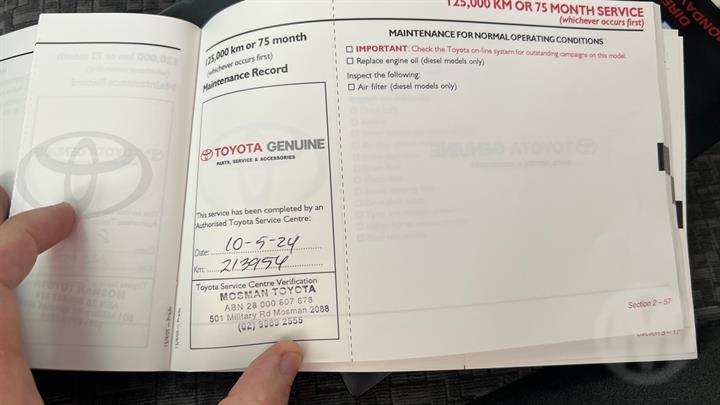 125,000 KM OR 75 MONTH SERVICE
(whichever occurs first)
MAINTENANCE FOR NORMAL OPERATING CONDITIONS
☐ IMPORTANT: Check the Toyota on-line system for outstanding campaigns on this model.
☐ Replace engine oil (diesel models only)
Inspect the following:
☐ Air filter (diesel models only)
Section 2 – 57
125,000 km or 75 month
(whichever occurs first)
Maintenance Record
TOYOTA GENUINE
PARTS, SERVICE & ACCESSORIES
This service has been completed by an
Authorised Toyota Service Centre:
Date: 10-5-24
Km: 213954
Toyota Service Centre Verification
MOSMAN TOYOTA
ABN 28 000 607 878
501 Military Rd Mosman 2088
(02) 9969 2555